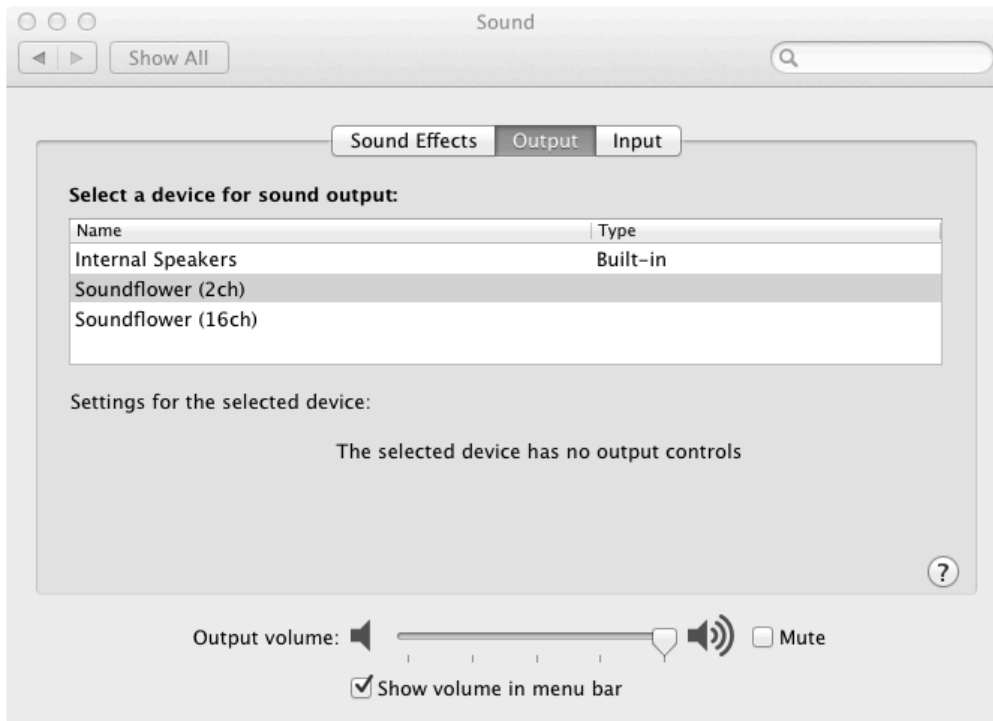 Sound
Show All
Sound Effects Output Input
Select a device for sound output:
Name Type
Internal Speakers Built-in
Soundflower (2ch)
Soundflower (16ch)
Settings for the selected device:
The selected device has no output controls
?
Output volume: Mute
Show volume in menu bar